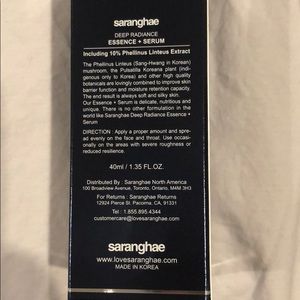 saranghae
DEEP RADIANCE
ESSENCE + SERUM
Including 10% Phellinus Linteus Extract
The Phellinus Linteus (Sang-Hwang in Korean)
mushroom, the Pulsatilla Koreana plant (indi-
genous only to Korea) and other high quality
botanicals are lovingly combined to improve skin
barrier function and moisture retention capacity.
The end result is always soft and silky skin.
Our Essence + Serum is delicate, nutritious and
unique. There is no other formulation in the
world like Saranghae Deep Radiance Essence +
Serum
DIRECTION : Apply a proper amount and spr-
ead evenly on the face and throat. Use occasi-
onally on the areas with severe roughness or
reduced resilience.
40ml / 1.35 FL.OZ.
Distributed By : Saranghae North America
100 Broadview Avenue, Toronto, Ontario, M4M 3H3
For Returns : Saranghae Returns
12924 Pierce St, Pacoima, CA, 91331
Tel : 1.855.895.4344
customercare@lovesaranghae.com
saranghae
www.lovesaranghae.com
MADE IN KOREA